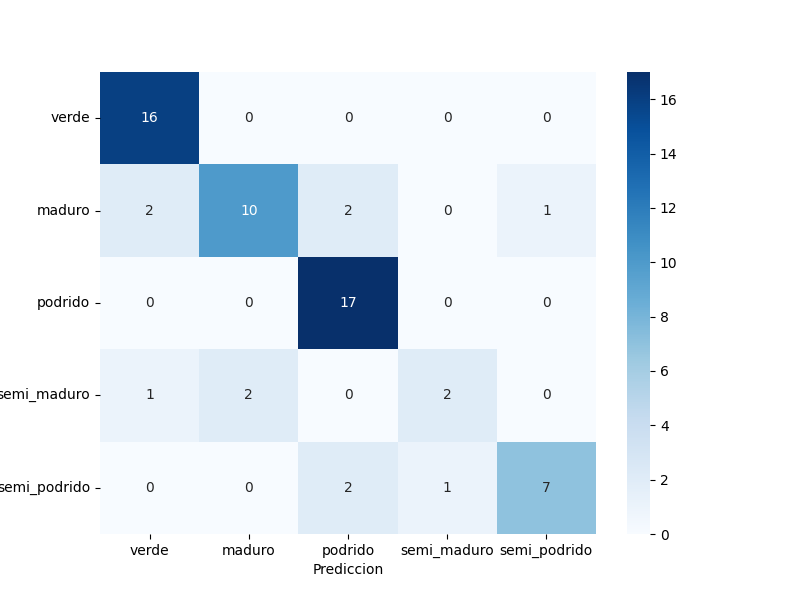 verde 16 0 0 0 0
maduro 2 10 2 0 1
podrido 0 0 17 0 0
semi_maduro 1 2 0 2 0
semi_podrido 0 0 2 1 7
verde maduro podrido semi_maduro semi_podrido
Prediccion
16
14
12
10
8
6
4
2
0